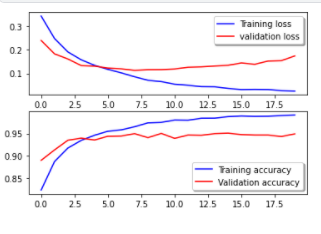 0.3
0.2
0.1
Training loss
validation loss
0.0 2.5 5.0 7.5 10.0 12.5 15.0 17.5
0.95
0.90
0.85
Training accuracy
Validation accuracy
0.0 2.5 5.0 7.5 10.0 12.5 15.0 17.5